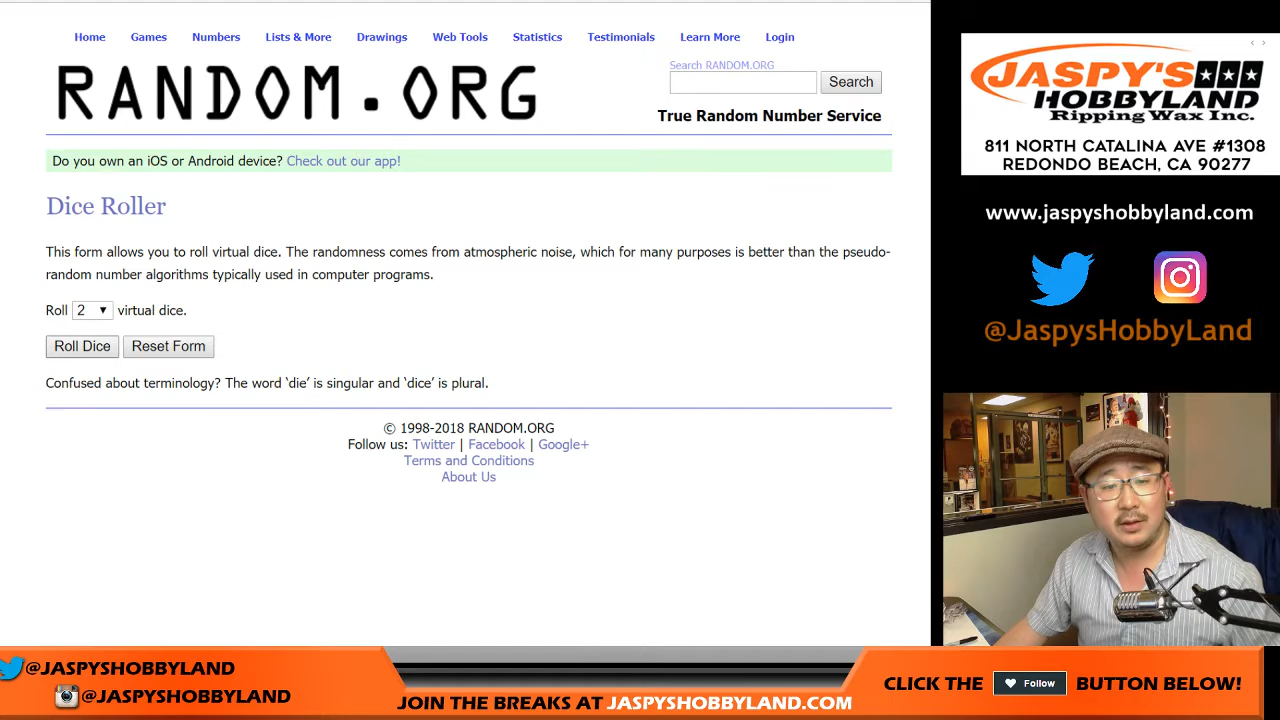 Home Games Numbers Lists & More Drawings Web Tools Statistics Testimonials Learn More Login
RANDOM.ORG
Search RANDOM.ORG
Search
True Random Number Service
Do you own an iOS or Android device? Check out our app!
Dice Roller
This form allows you to roll virtual dice. The randomness comes from atmospheric noise, which for many purposes is better than the pseudo-
random number algorithms typically used in computer programs.
Roll 2 virtual dice.
Roll Dice Reset Form
Confused about terminology? The word ‘die’ is singular and ‘dice’ is plural.
© 1998-2018 RANDOM.ORG
Follow us: Twitter | Facebook | Google+
Terms and Conditions
About Us
JASPY'S
HOBBYLAND
Ripping Wax Inc.
811 NORTH CATALINA AVE #1308
REDONDO BEACH, CA 90277
www.jaspyshobbyland.com
@JaspysHobbyLand
@JASPYSHOBBYLAND
@JASPYSHOBBYLAND
JOIN THE BREAKS AT JASPYSHOBBYLAND.COM
CLICK THE Follow BUTTON BELOW!